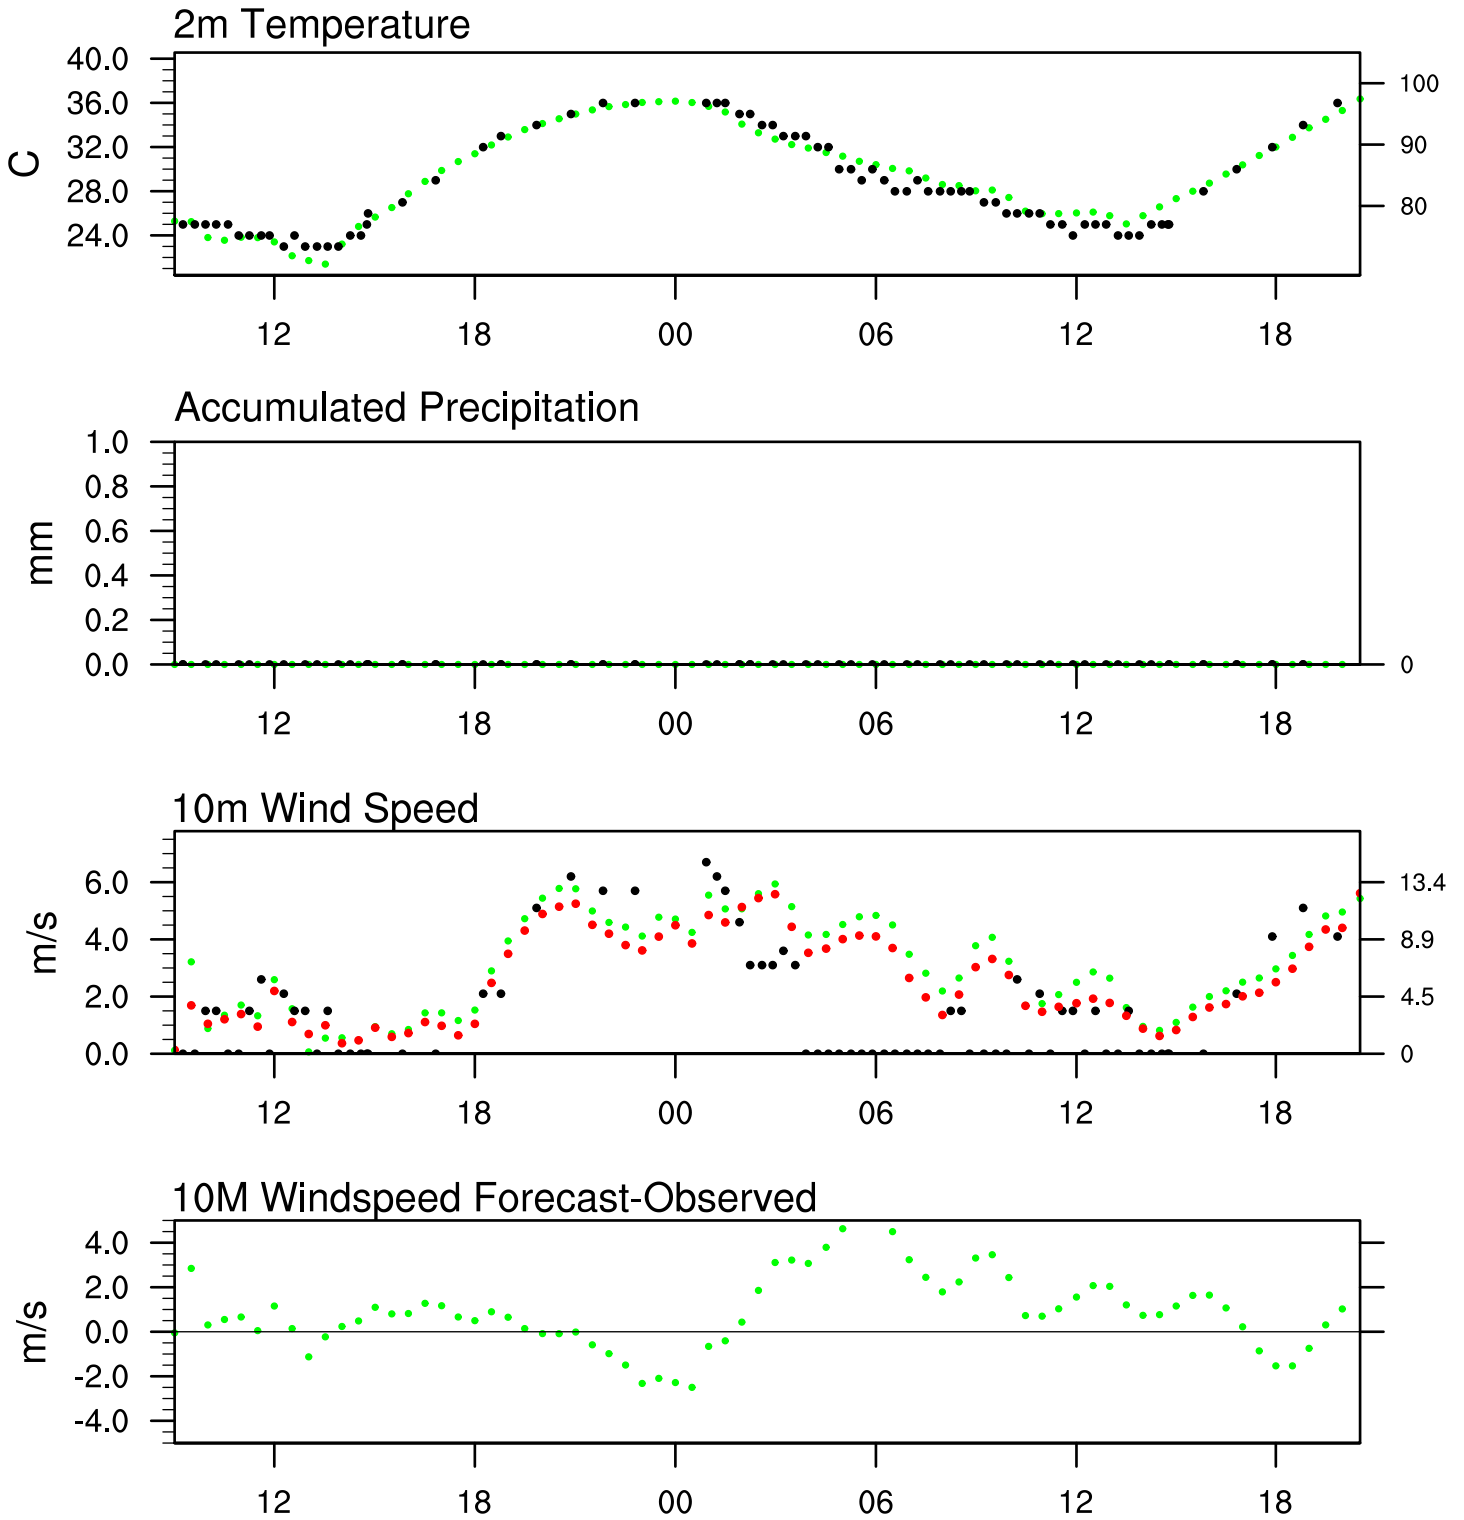 2m Temperature
40.0
36.0
32.0
28.0
24.0
C
100
90
80
12 18 00 06 12 18
Accumulated Precipitation
1.0
0.8
0.6
0.4
0.2
0.0
mm
0
12 18 00 06 12 18
10m Wind Speed
6.0
4.0
2.0
0.0
m/s
13.4
8.9
4.5
0
12 18 00 06 12 18
10M Windspeed Forecast-Observed
4.0
2.0
0.0
-2.0
-4.0
m/s
12 18 00 06 12 18